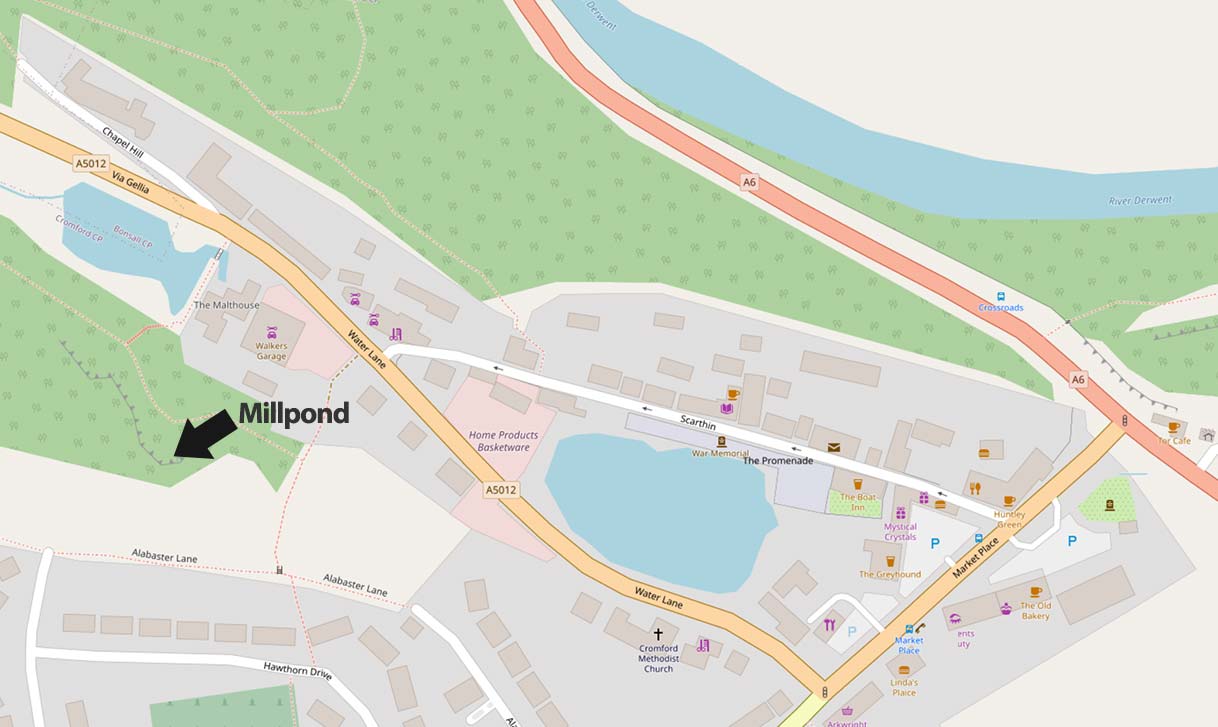 Derwent
A6
River Derwent
Chapel Hill
A5012
Via Gellia
Cromford CP
Bonsall CP
Crossroads
The Malthouse
Walkers
Garage
Water Lane
A6
Millpond
Scarthin
Home Products
Basketware
War Memorial
The Promenade
Tor Cafe
A5012
The Boat
Inn
Mystical
Crystals
Huntley
Green
P
P
Market Place
The Greyhound
Alabaster Lane
Alabaster Lane
Water Lane
The Old
Bakery
P
Market
Place
ents
uty
Cromford
Methodist
Church
Hawthorn Drive
Linda's
Plaice
Ala
Arkwright